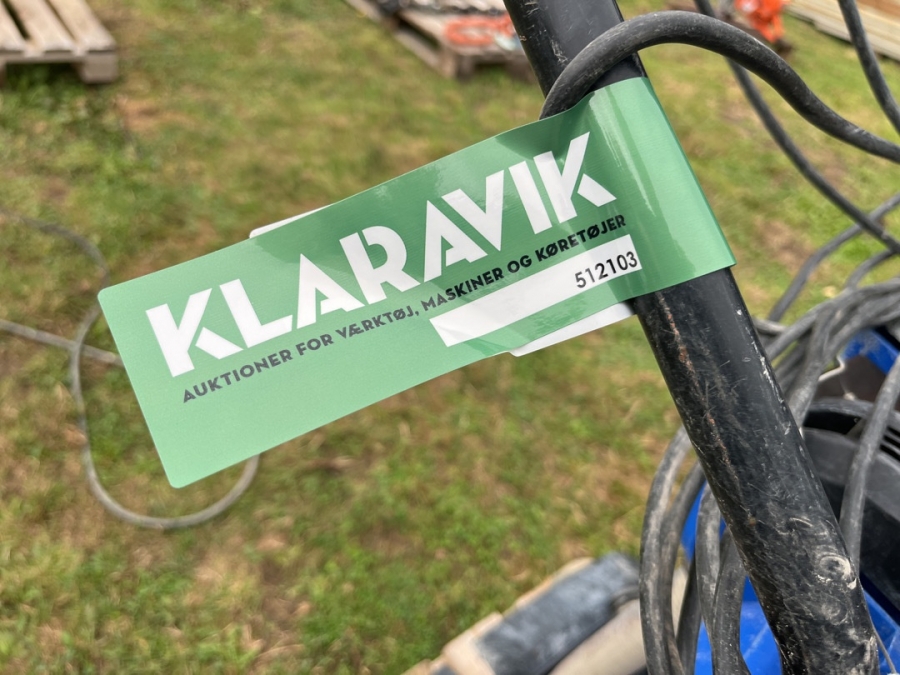 KLARAVIK
AUKTIONER FOR VÆRKTØJ, MASKINER OG KØRETØJER
512103